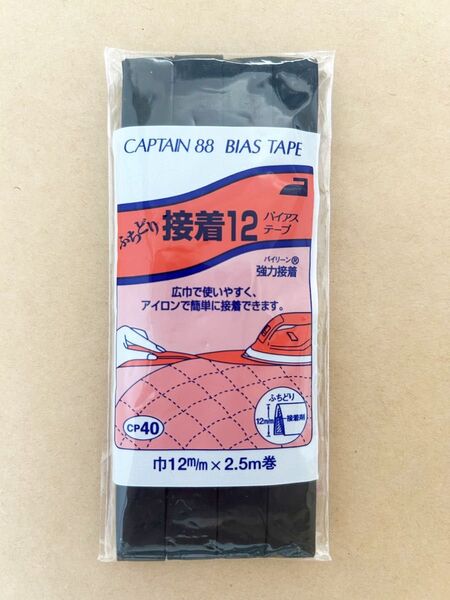 CAPTAIN 88 BIAS TAPE
ふちどり 接着12 バイアス
テープ
バイリーン®
強力接着
広巾で使いやすく、
アイロンで簡単に接着できます。
ふちどり
12mm
接着剤
CP40
巾12m/m×2.5m巻